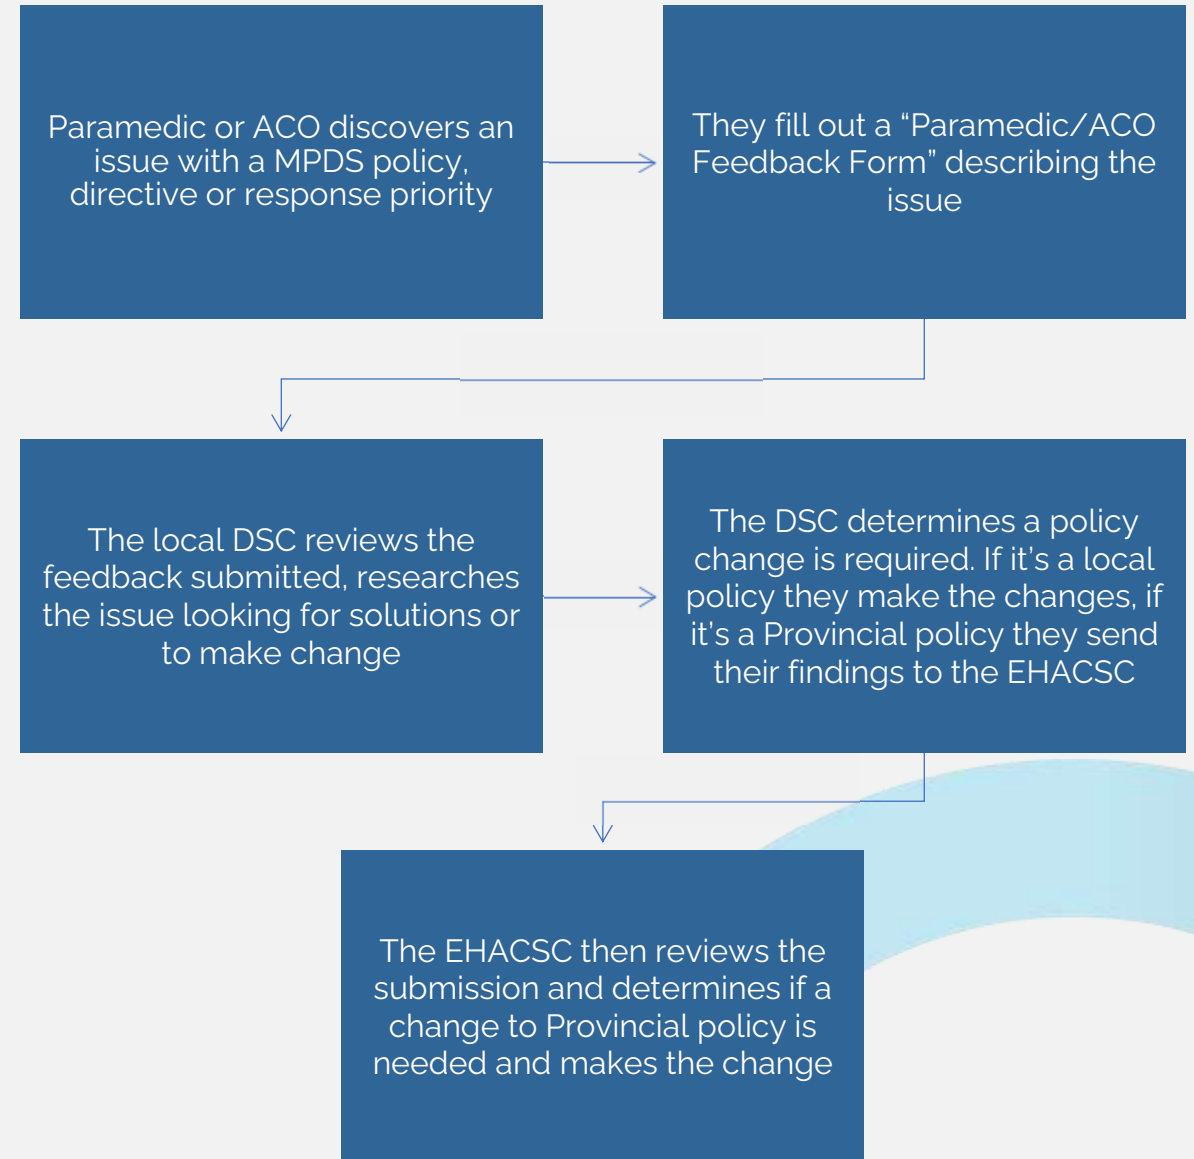 Paramedic or ACO discovers an
issue with a MPDS policy,
directive or response priority
They fill out a “Paramedic/ACO
Feedback Form” describing the
issue
The local DSC reviews the
feedback submitted, researches
the issue looking for solutions or
to make change
The DSC determines a policy
change is required. If it’s a local
policy they make the changes, if
it’s a Provincial policy they send
their findings to the EHACSC
The EHACSC then reviews the
submission and determines if a
change to Provincial policy is
needed and makes the change